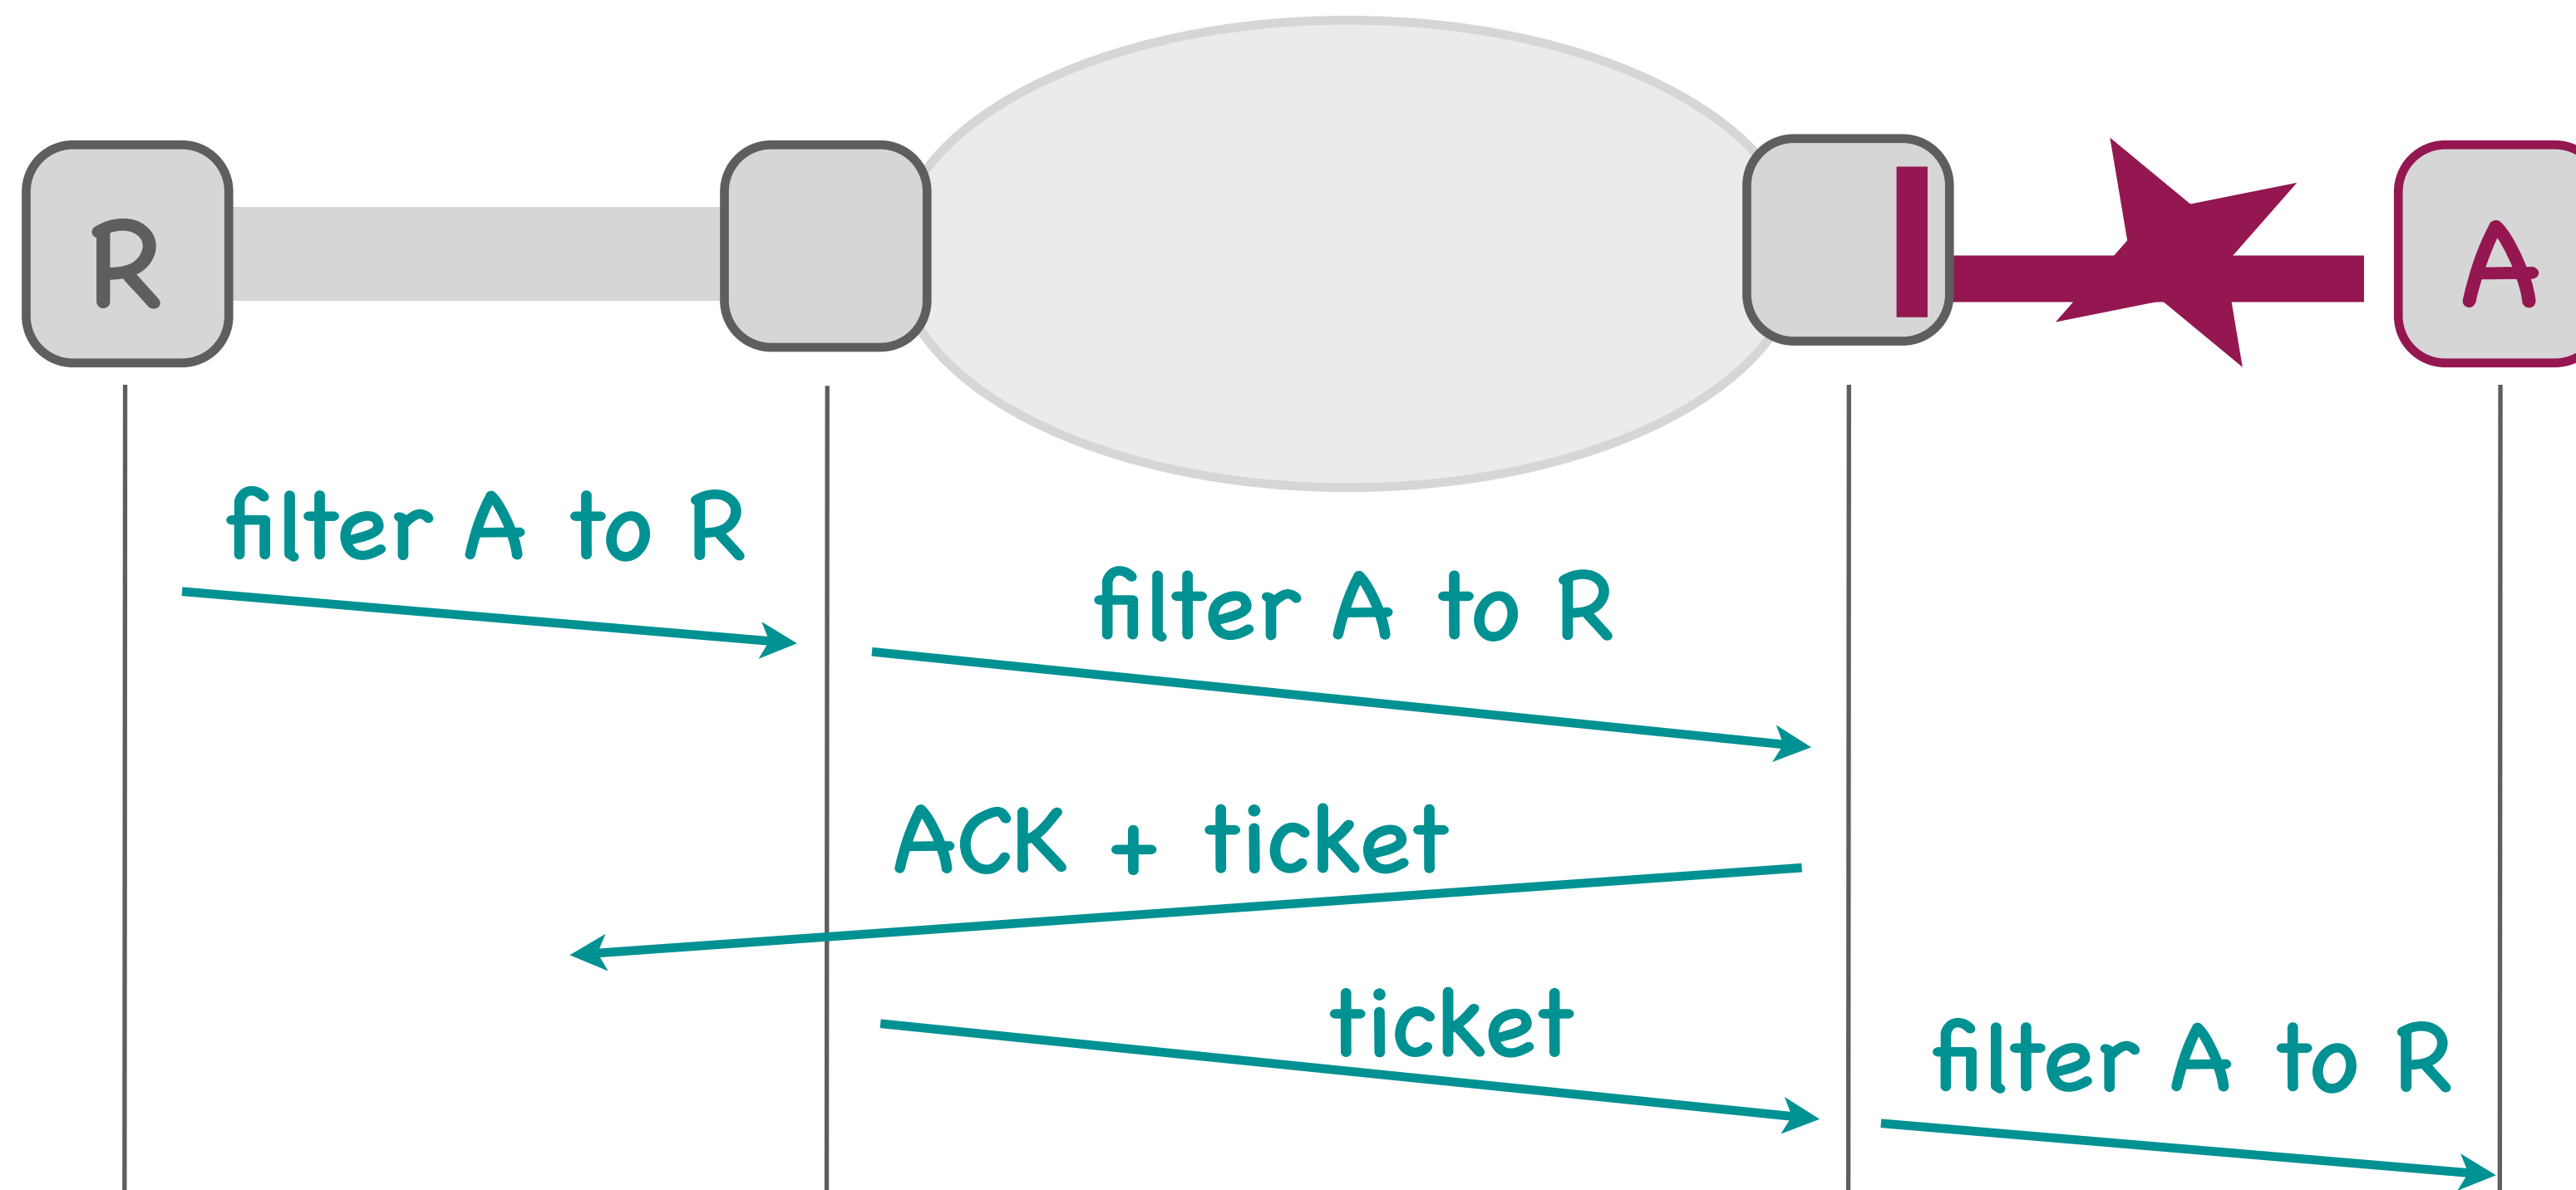 R
A
filter A to R
filter A to R
ACK + ticket
ticket
filter A to R